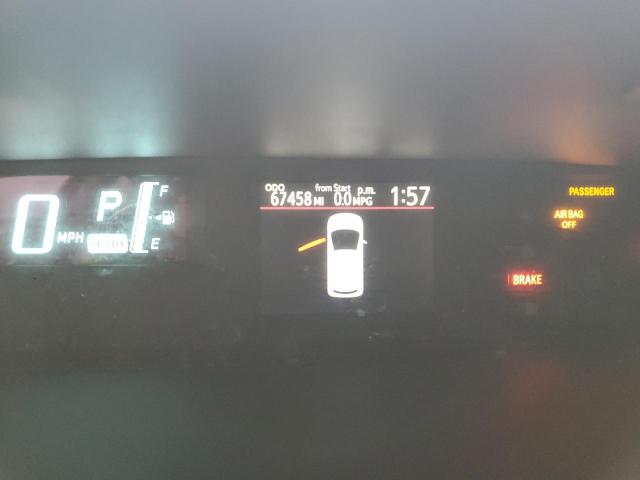 0 MPH
P
READY
F
E
ODO
67458 MI
from Start
0.0 MPG
p.m.
1:57
PASSENGER
AIR BAG
OFF
BRAKE